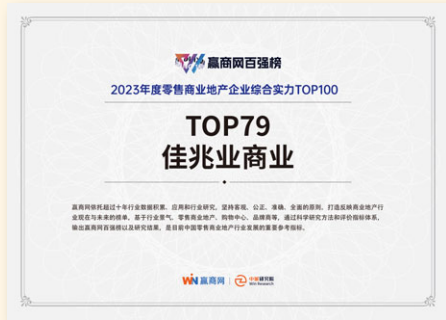 赢商网百强榜
2023年度零售商业地产企业综合实力TOP100
TOP79
佳兆业商业
赢商网依托超过十年行业数据积累、应用和行业研究，坚持客观、公正、准确、全面的原则，打造反映商业地产行
业现在与未来的榜单，基于行业景气、零售商业地产、购物中心、品牌商等，通过科学研究方法和评价指标体系，
输出赢商网百强榜以及研究结果，是目前中国零售商业地产行业发展的重要参考指标。
WiN 赢商网 中城研究院
Win Research